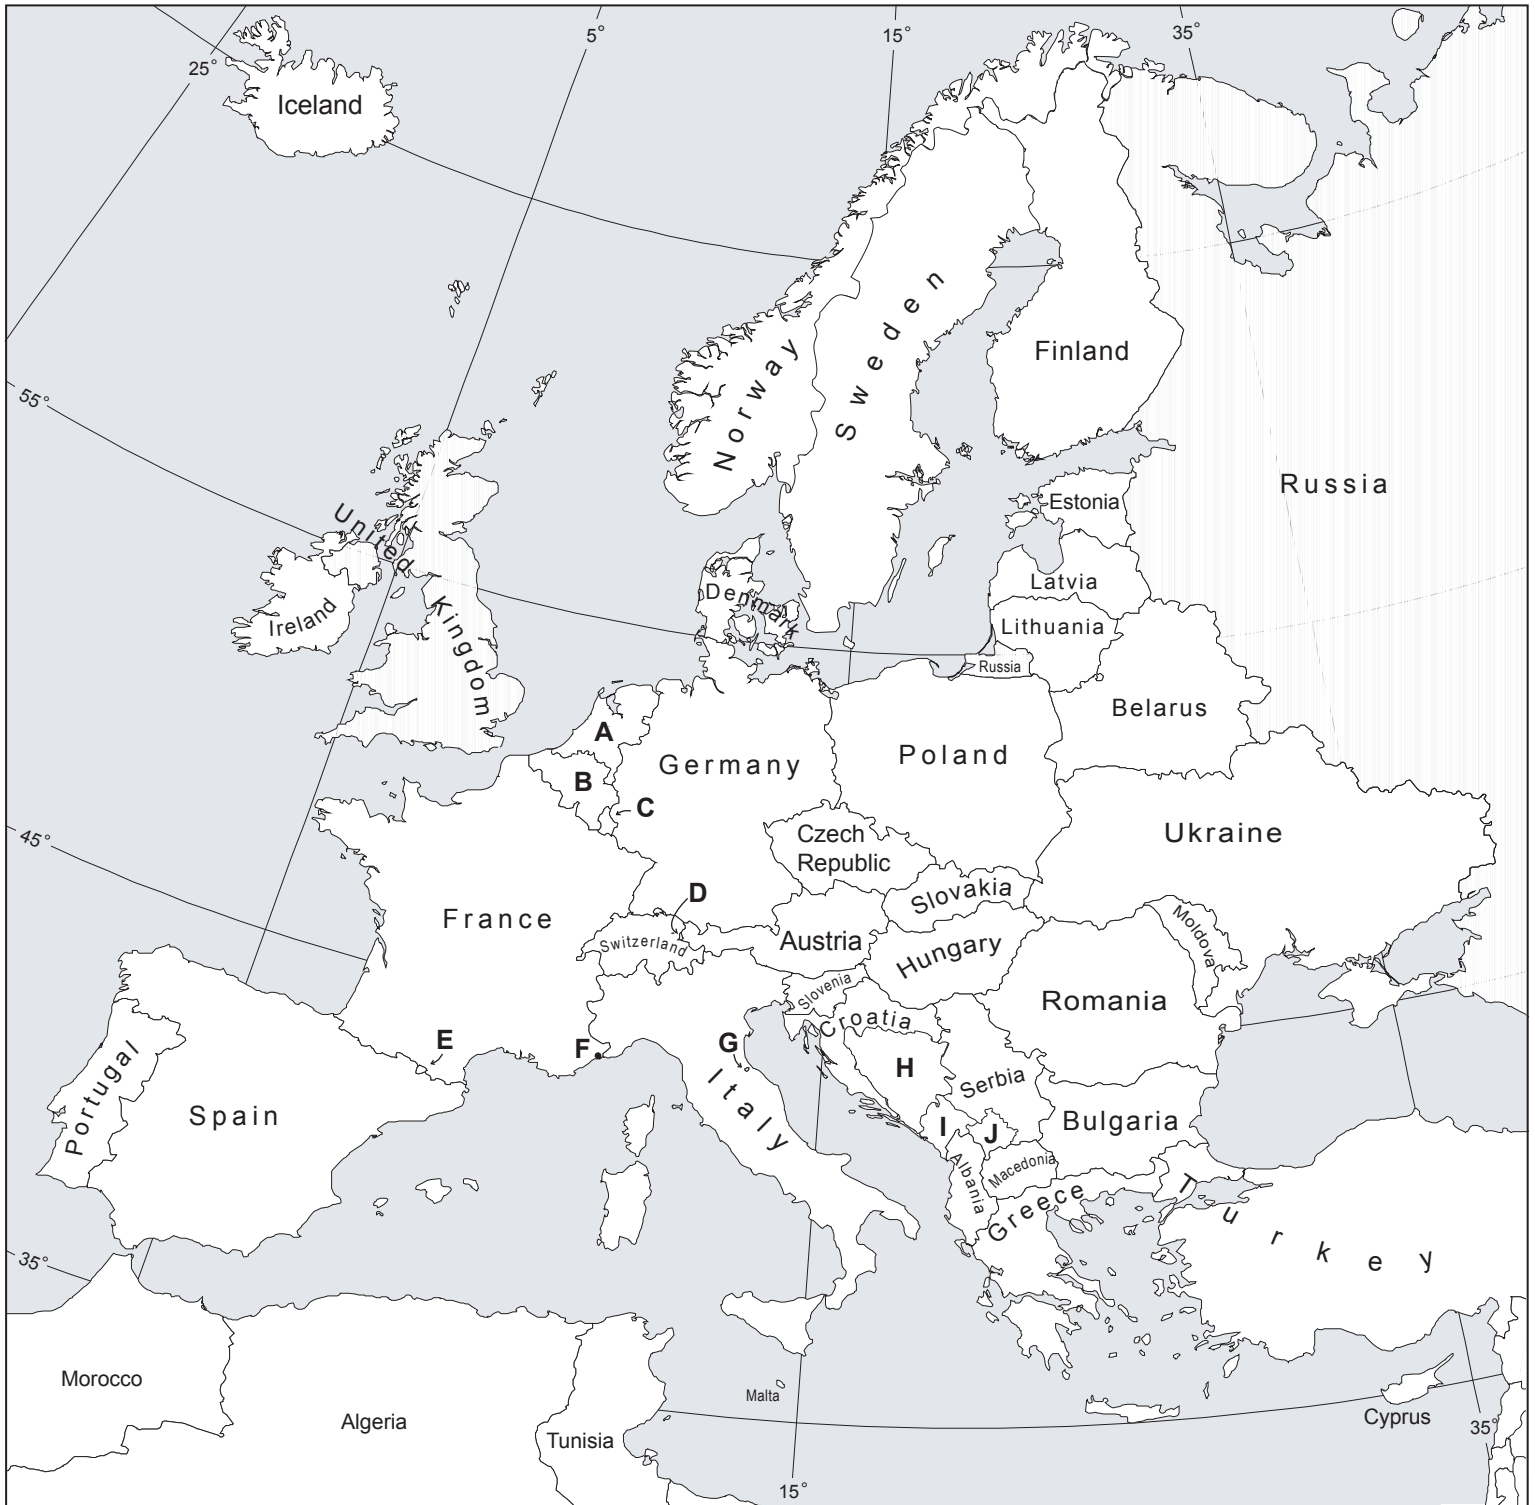 5°
15°
35°
25°
Iceland
Sweden
Norway
Finland
55°
Russia
Estonia
United
Kingdom
Ireland
Denmark
Latvia
Lithuania
Russia
Belarus
A
Germany
Poland
B
C
Czech
Republic
Ukraine
45°
D
Slovakia
France
Switzerland
Austria
Hungary
Moldova
Slovenia
Romania
Croatia
E
F
G
H
Italy
Serbia
Portugal
Spain
I
J
Bulgaria
Albania
Macedonia
Greece
Turkey
35°
Morocco
Malta
Algeria
Tunisia
Cyprus
35°
15°